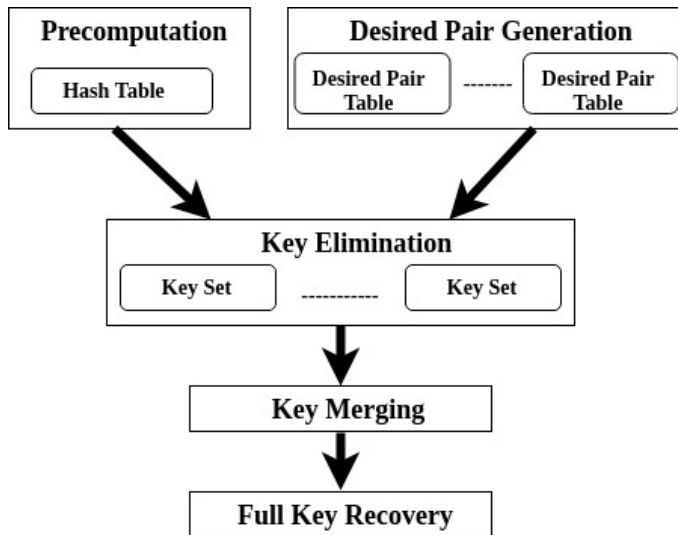 Precomputation
Hash Table
Desired Pair Generation
Desired Pair
Table
-------
Desired Pair
Table
Key Elimination
Key Set
-----------
Key Set
Key Merging
Full Key Recovery